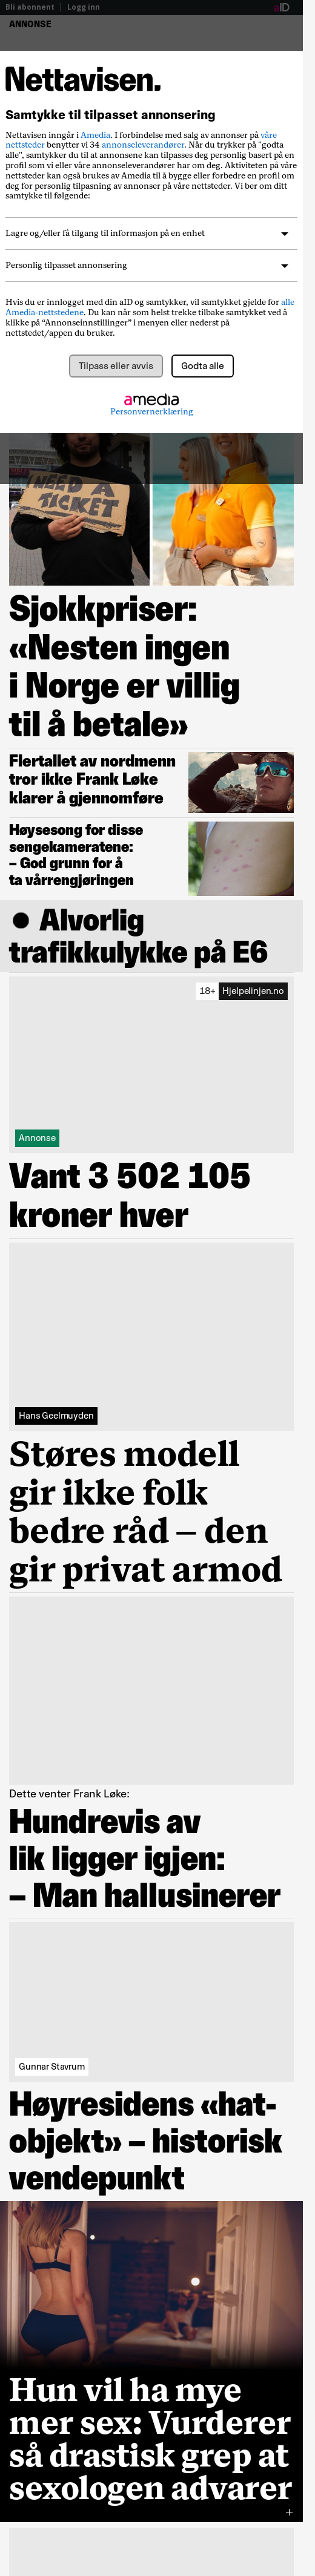 Bli abonnent | Logg inn
aID
ANNONSE
Nettavisen.
Samtykke til tilpasset annonsering
Nettavisen inngår i Amedia. I forbindelse med salg av annonser på våre
nettsteder benytter vi 34 annonseleverandører. Når du trykker på "godta
alle", samtykker du til at annonsene kan tilpasses deg personlig basert på en
profil som vi eller våre annonseleverandører har om deg. Aktiviteten på våre
nettsteder kan også brukes av Amedia til å bygge eller forbedre en profil om
deg for personlig tilpasning av annonser på våre nettsteder. Vi ber om ditt
samtykke til følgende:
Lagre og/eller få tilgang til informasjon på en enhet
Personlig tilpasset annonsering
Hvis du er innlogget med din aID og samtykker, vil samtykket gjelde for alle
Amedia-nettstedene. Du kan når som helst trekke tilbake samtykket ved å
klikke på “Annonseinnstillinger” i menyen eller nederst på
nettstedet/appen du bruker.
Tilpass eller avvis
Godta alle
amedia
Personvernerklæring
NEED A
TICKET
Sjokkpriser:
«Nesten ingen
i Norge er villig
til å betale»
Flertallet av nordmenn
tror ikke Frank Løke
klarer å gjennomføre
Høysesong for disse
sengekameratene:
– God grunn for å
ta vårrengjøringen
● Alvorlig
trafikkulykke på E6
18+ Hjelpelinjen.no
Annonse
Vant 3 502 105
kroner hver
Hans Geelmuyden
Støres modell
gir ikke folk
bedre råd – den
gir privat armod
Dette venter Frank Løke:
Hundrevis av
lik ligger igjen:
– Man hallusinerer
Gunnar Stavrum
Høyresidens «hat-
objekt» – historisk
vendepunkt
Hun vil ha mye
mer sex: Vurderer
så drastisk grep at
sexologen advarer
+